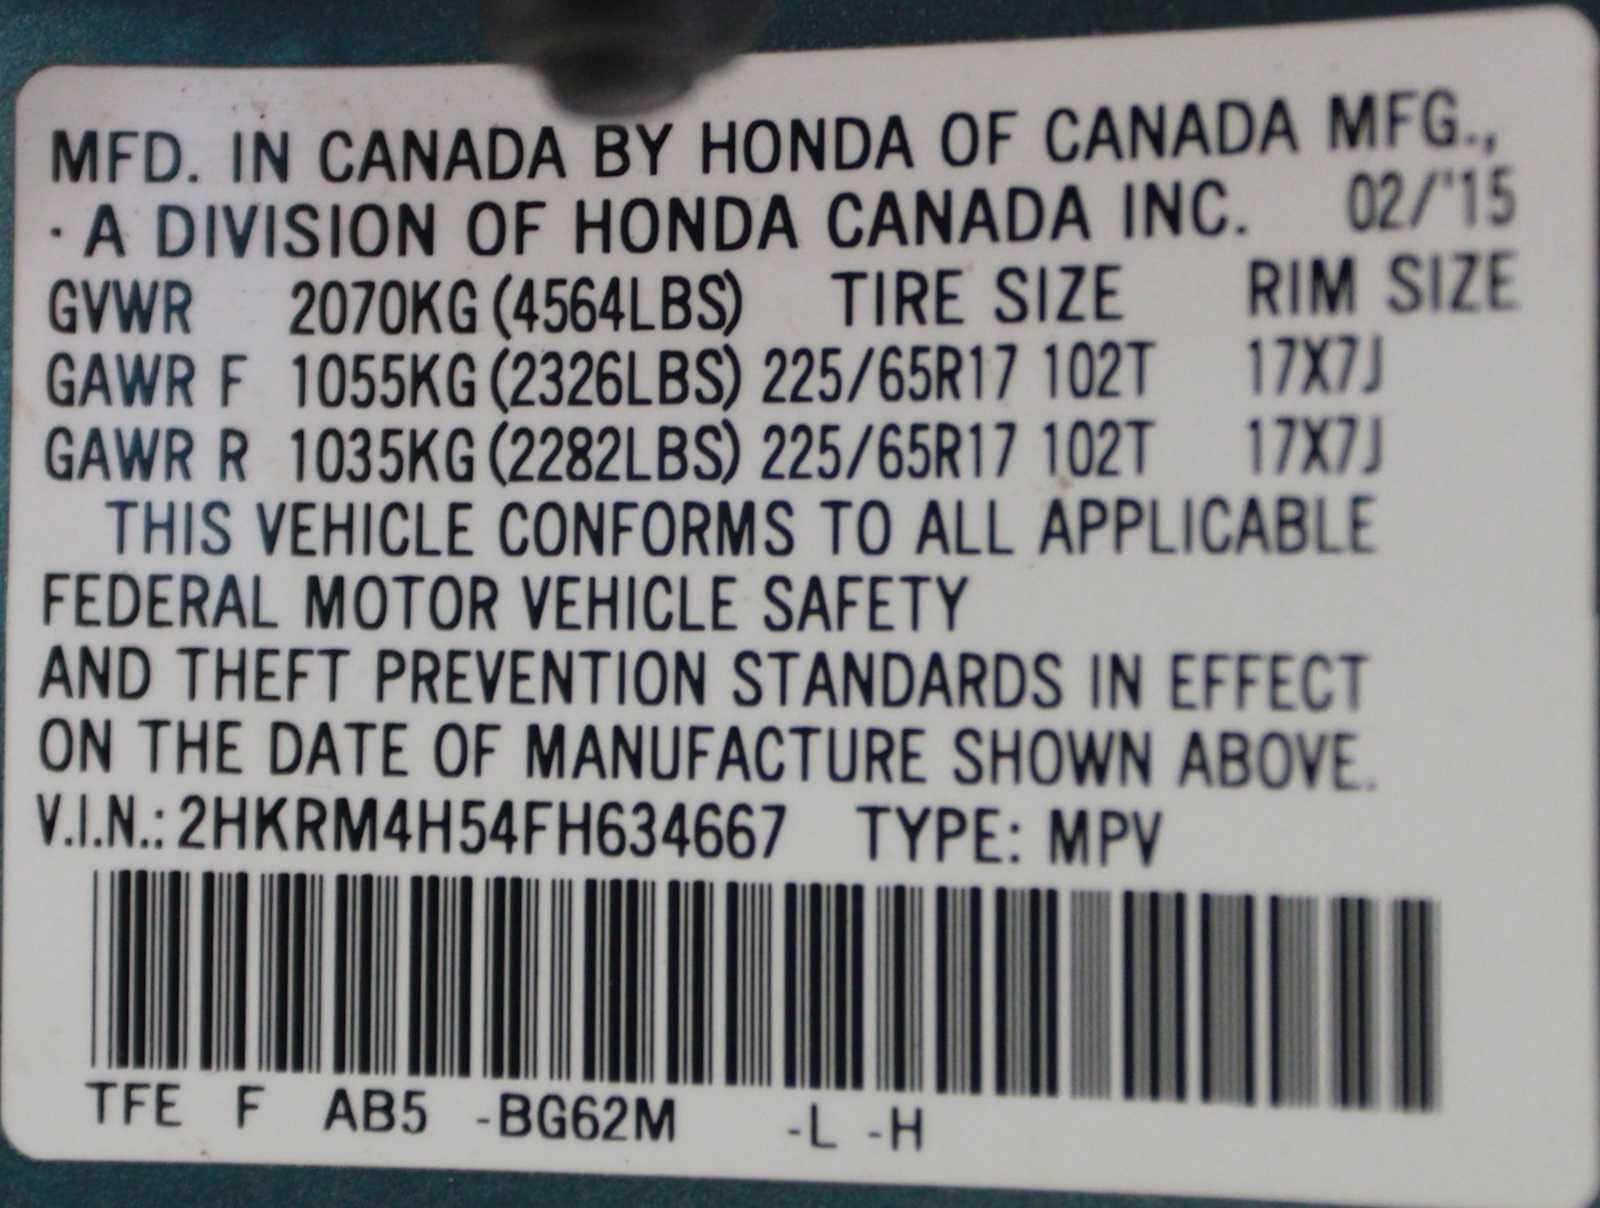 MFD. IN CANADA BY HONDA OF CANADA MFG.,
· A DIVISION OF HONDA CANADA INC. 02/'15
GVWR 2070KG (4564LBS) TIRE SIZE RIM SIZE
GAWR F 1055KG (2326LBS) 225/65R17 102T 17X7J
GAWR R 1035KG (2282LBS) 225/65R17 102T 17X7J
THIS VEHICLE CONFORMS TO ALL APPLICABLE
FEDERAL MOTOR VEHICLE SAFETY
AND THEFT PREVENTION STANDARDS IN EFFECT
ON THE DATE OF MANUFACTURE SHOWN ABOVE.
V.I.N.: 2HKRM4H54FH634667 TYPE: MPV
TFE F AB5 -BG62M -L -H